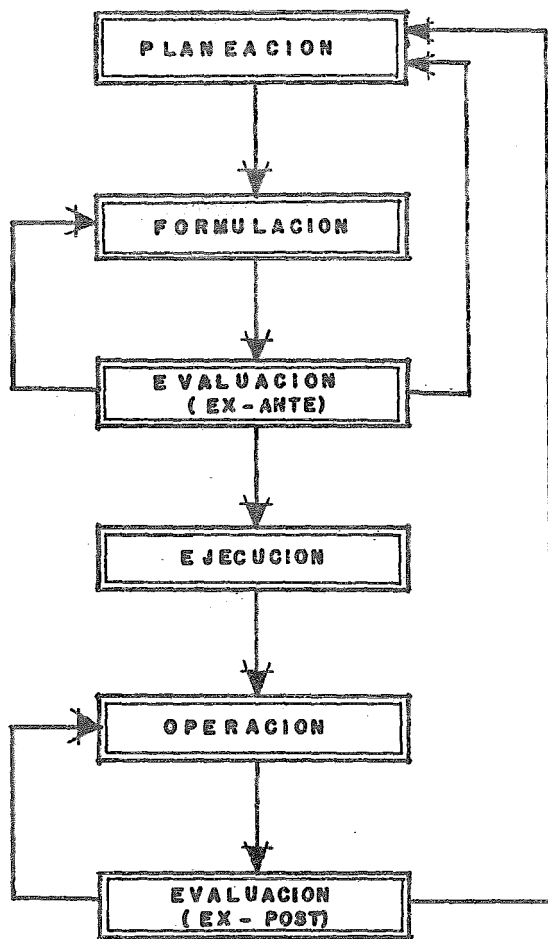 PLANEACION
FORMULACION
EVALUACION
(EX-ANTE)
EJECUCION
OPERACION
EVALUACION
(EX-POST)